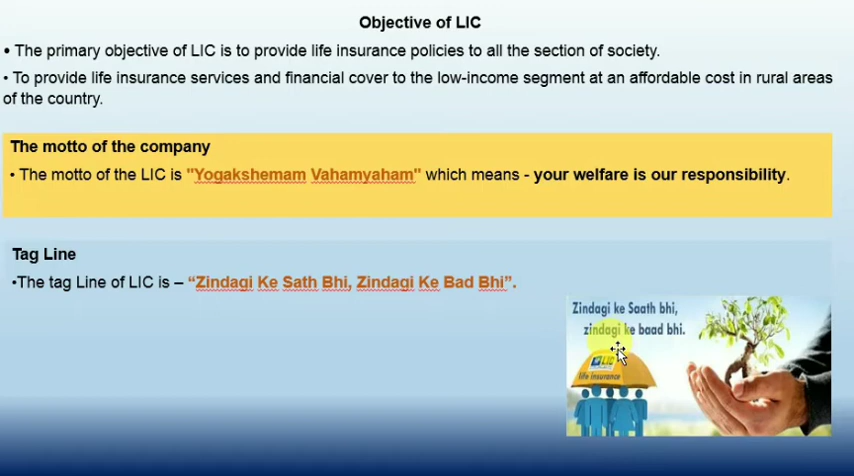 Objective of LIC
• The primary objective of LIC is to provide life insurance policies to all the section of society.
• To provide life insurance services and financial cover to the low-income segment at an affordable cost in rural areas
of the country.
The motto of the company
• The motto of the LIC is "Yogakshemam Vahamyaham" which means - your welfare is our responsibility.
Tag Line
•The tag Line of LIC is – “Zindagi Ke Sath Bhi, Zindagi Ke Bad Bhi”.
Zindagi ke Saath bhi,
zindagi ke baad bhi.
LIC
life insurance